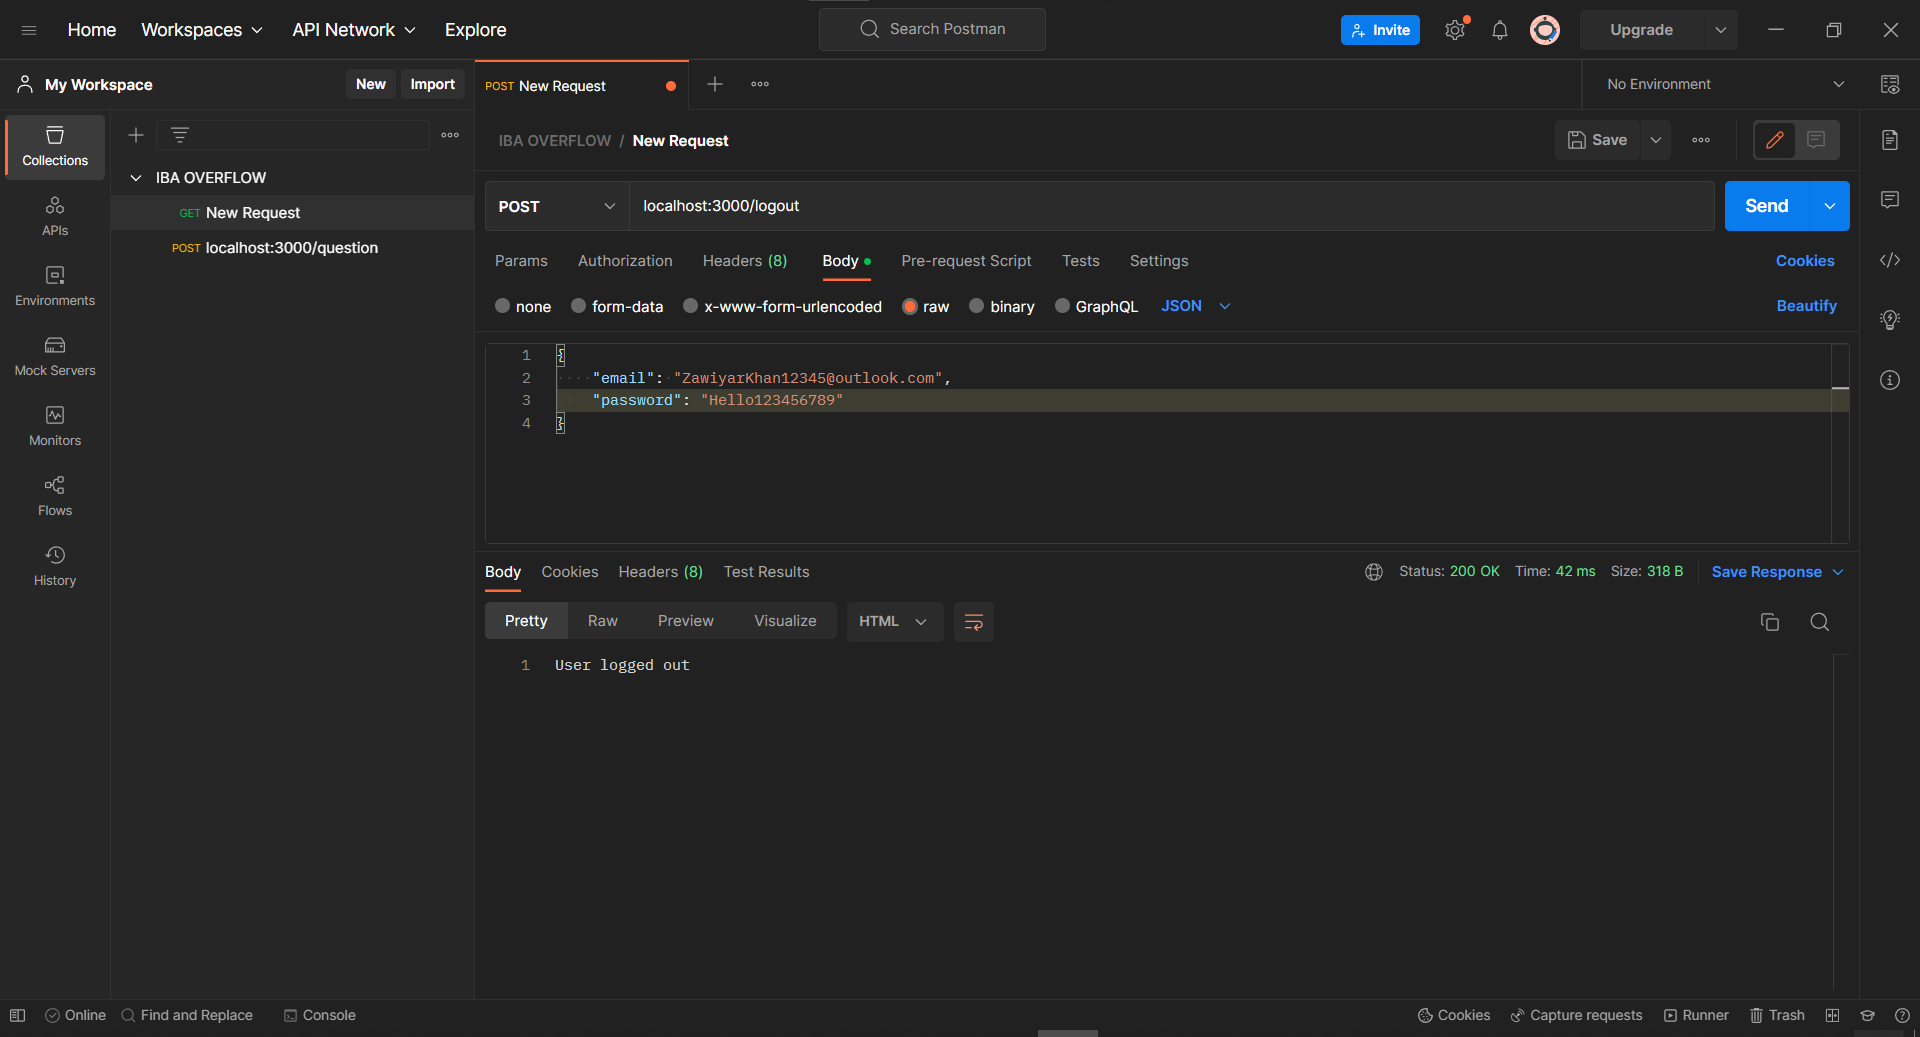 Home Workspaces API Network Explore Search Postman Invite Upgrade
My Workspace New Import POST New Request No Environment
Collections
IBA OVERFLOW / New Request Save
IBA OVERFLOW
GET New Request
POST localhost:3000/logout Send
APIs
POST localhost:3000/question
Params Authorization Headers (8) Body Pre-request Script Tests Settings Cookies
Environments
none form-data x-www-form-urlencoded raw binary GraphQL JSON Beautify
Mock Servers
1 {
2 "email": "ZawiyarKhan12345@outlook.com",
3 "password": "Hello123456789"
4 }
Monitors
Flows
History
Body Cookies Headers (8) Test Results Status: 200 OK Time: 42 ms Size: 318 B Save Response
Pretty Raw Preview Visualize HTML
1 User logged out
Online Find and Replace Console Cookies Capture requests Runner Trash